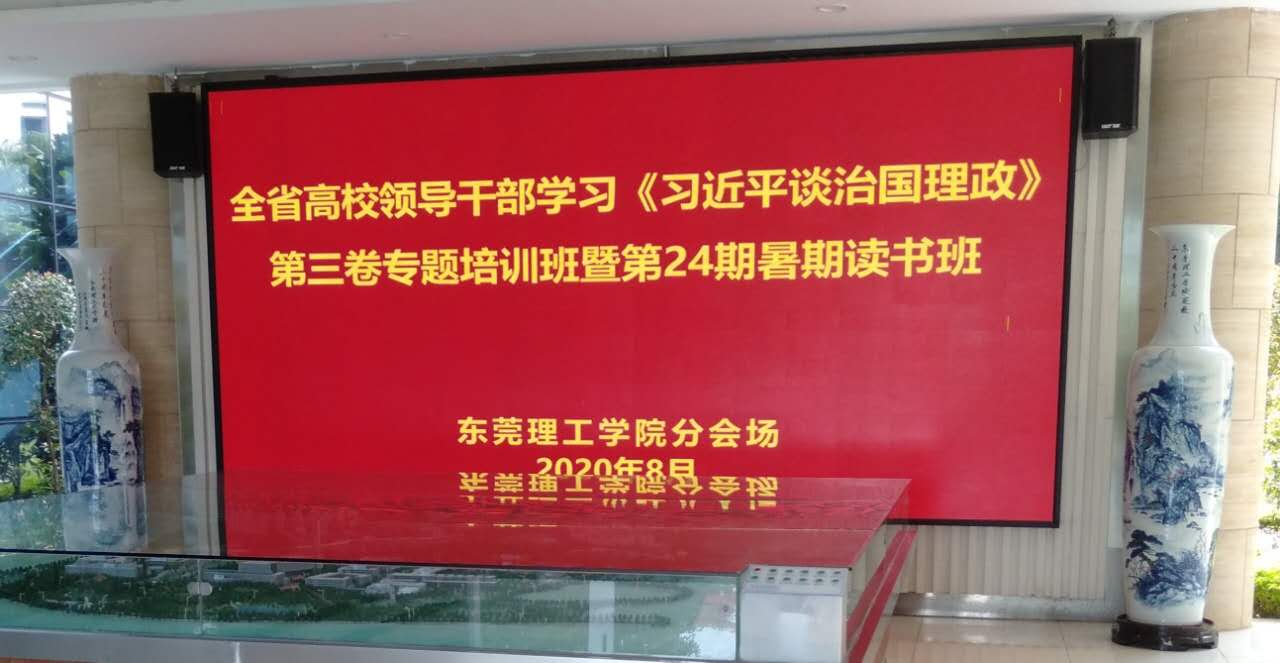 全省高校领导干部学习《习近平谈治国理政》
第三卷专题培训班暨第24期暑期读书班
东莞理工学院分会场
2020年8月